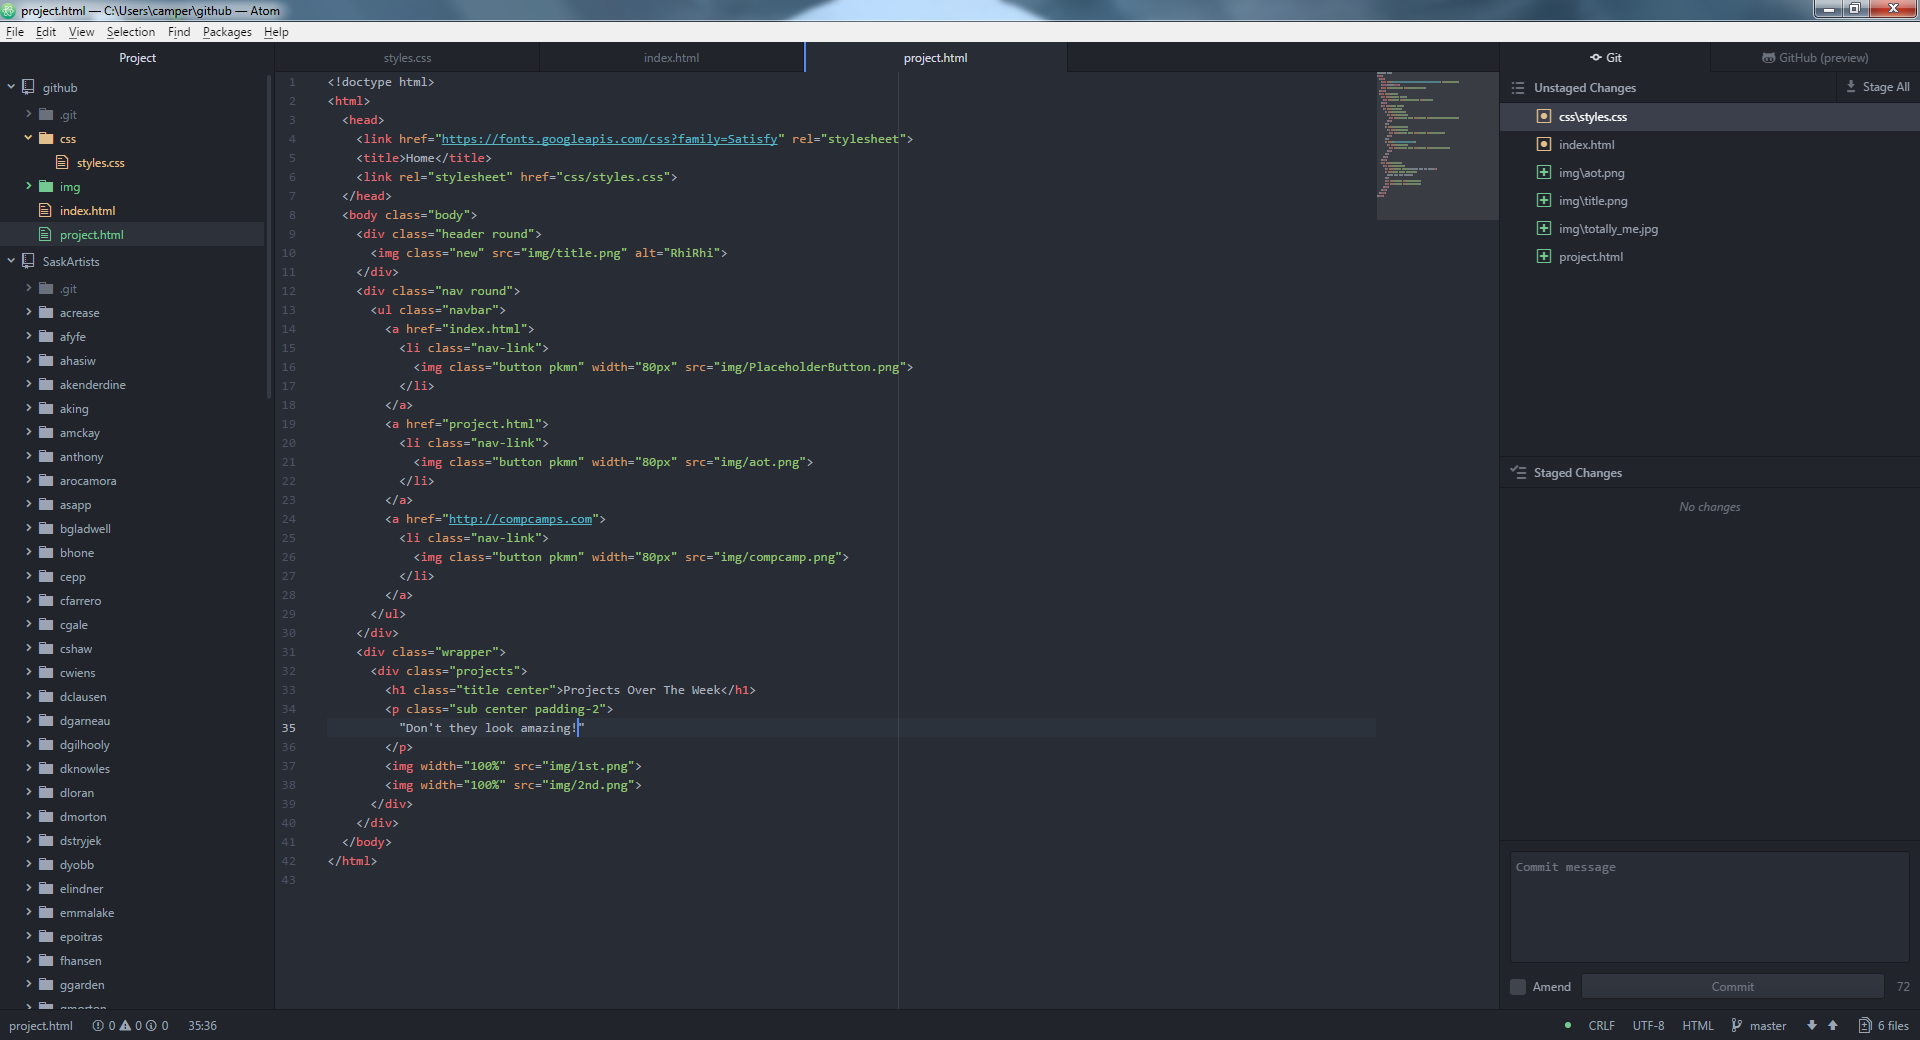 project.html — C:\Users\camper\github — Atom
File Edit View Selection Find Packages Help
Project
github
.git
css
styles.css
img
index.html
project.html
SaskArtists
.git
acrease
afyfe
ahasiw
akenderdine
aking
amckay
anthony
arocamora
asapp
bgladwell
bhone
cepp
cfarrero
cgale
cshaw
cwiens
dclausen
dgarneau
dgilhooly
dknowles
dloran
dmorton
dstryjek
dyobb
elindner
emmalake
epoitras
fhansen
ggarden
styles.css index.html project.html
1 <!doctype html>
2 <html>
3 <head>
4 <link href="https://fonts.googleapis.com/css?family=Satisfy" rel="stylesheet">
5 <title>Home</title>
6 <link rel="stylesheet" href="css/styles.css">
7 </head>
8 <body class="body">
9 <div class="header round">
10 <img class="new" src="img/title.png" alt="RhiRhi">
11 </div>
12 <div class="nav round">
13 <ul class="navbar">
14 <a href="index.html">
15 <li class="nav-link">
16 <img class="button pkmn" width="80px" src="img/PlaceholderButton.png">
17 </li>
18 </a>
19 <a href="project.html">
20 <li class="nav-link">
21 <img class="button pkmn" width="80px" src="img/aot.png">
22 </li>
23 </a>
24 <a href="http://compcamps.com">
25 <li class="nav-link">
26 <img class="button pkmn" width="80px" src="img/compcamp.png">
27 </li>
28 </a>
29 </ul>
30 </div>
31 <div class="wrapper">
32 <div class="projects">
33 <h1 class="title center">Projects Over The Week</h1>
34 <p class="sub center padding-2">
35 "Don't they look amazing!"
36 </p>
37 <img width="100%" src="img/1st.png">
38 <img width="100%" src="img/2nd.png">
39 </div>
40 </div>
41 </body>
42 </html>
43
Git GitHub (preview)
Unstaged Changes Stage All
css\styles.css
index.html
img\aot.png
img\title.png
img\totally_me.jpg
project.html
Staged Changes
No changes
Commit message
Amend Commit 72
project.html 0 0 0 35:36 CRLF UTF-8 HTML master 6 files